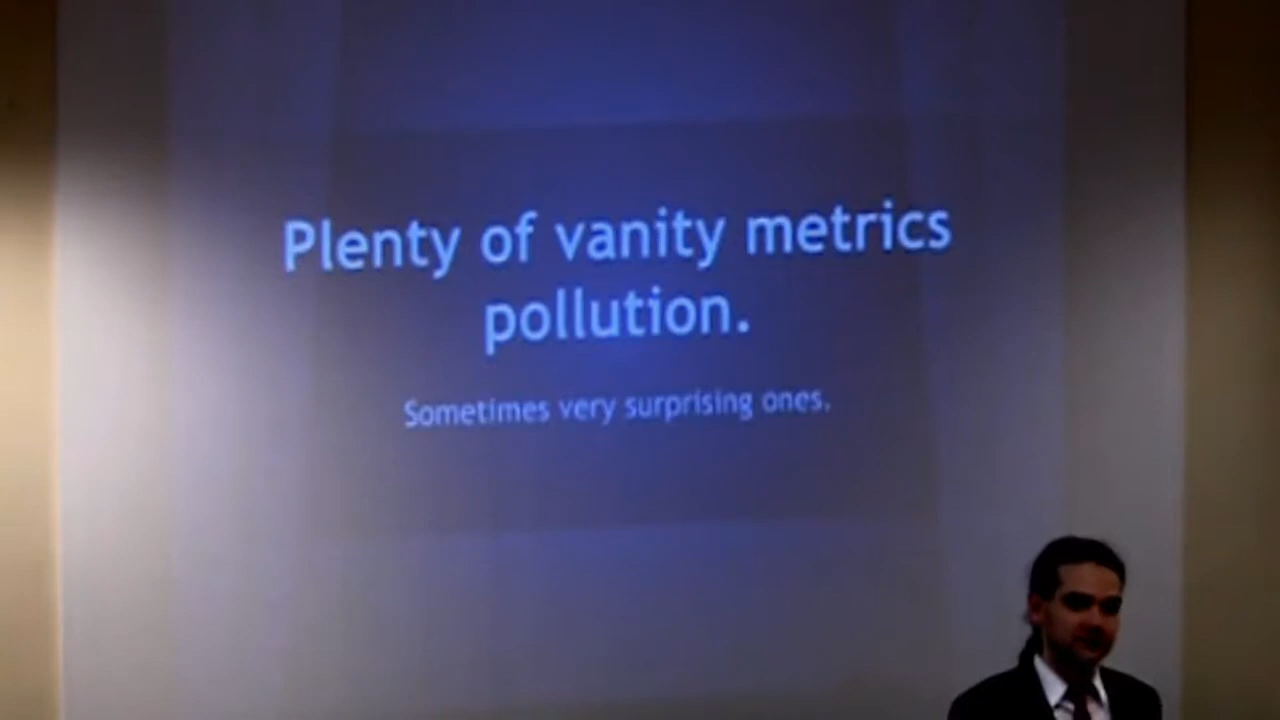 Plenty of vanity metrics
pollution.
Sometimes very surprising ones.